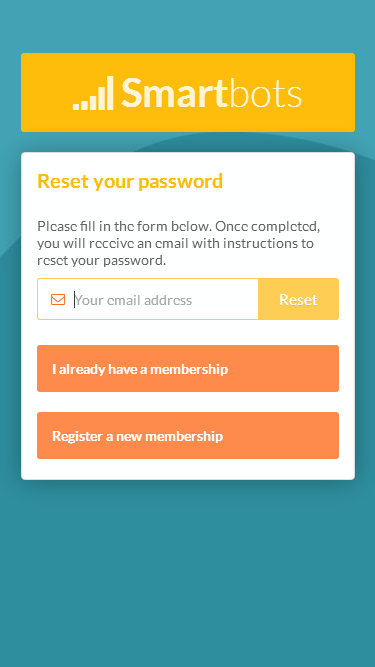 Smartbots
Reset your password
Please fill in the form below. Once completed,
you will receive an email with instructions to
reset your password.
Your email address
Reset
I already have a membership
Register a new membership